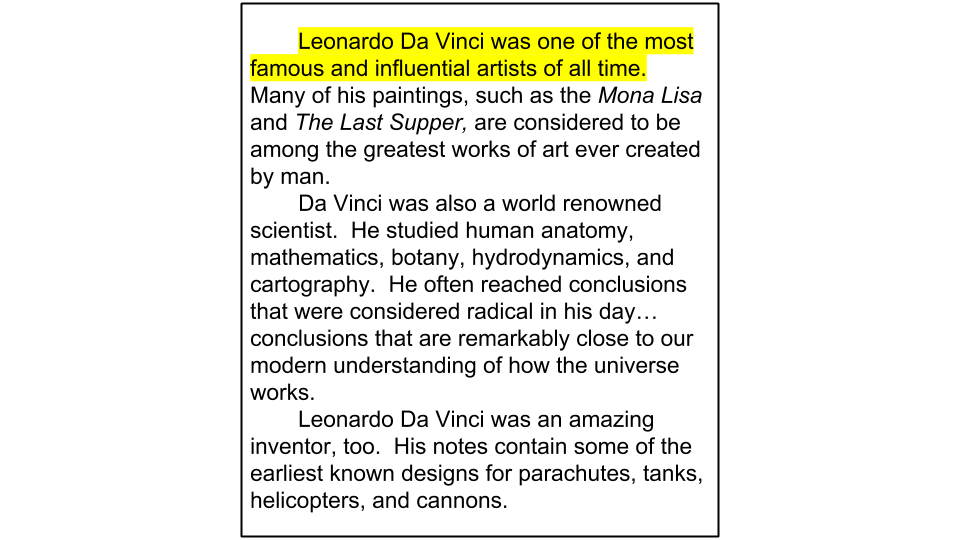 Leonardo Da Vinci was one of the most
famous and influential artists of all time.
Many of his paintings, such as the Mona Lisa
and The Last Supper, are considered to be
among the greatest works of art ever created
by man.
Da Vinci was also a world renowned
scientist.  He studied human anatomy,
mathematics, botany, hydrodynamics, and
cartography.  He often reached conclusions
that were considered radical in his day…
conclusions that are remarkably close to our
modern understanding of how the universe
works.
Leonardo Da Vinci was an amazing
inventor, too.  His notes contain some of the
earliest known designs for parachutes, tanks,
helicopters, and cannons.